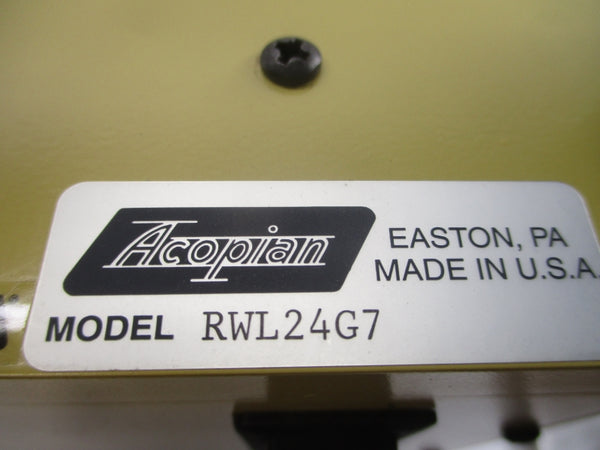 Acopian
EASTON, PA
MADE IN U.S.A.
MODEL RWL24G7